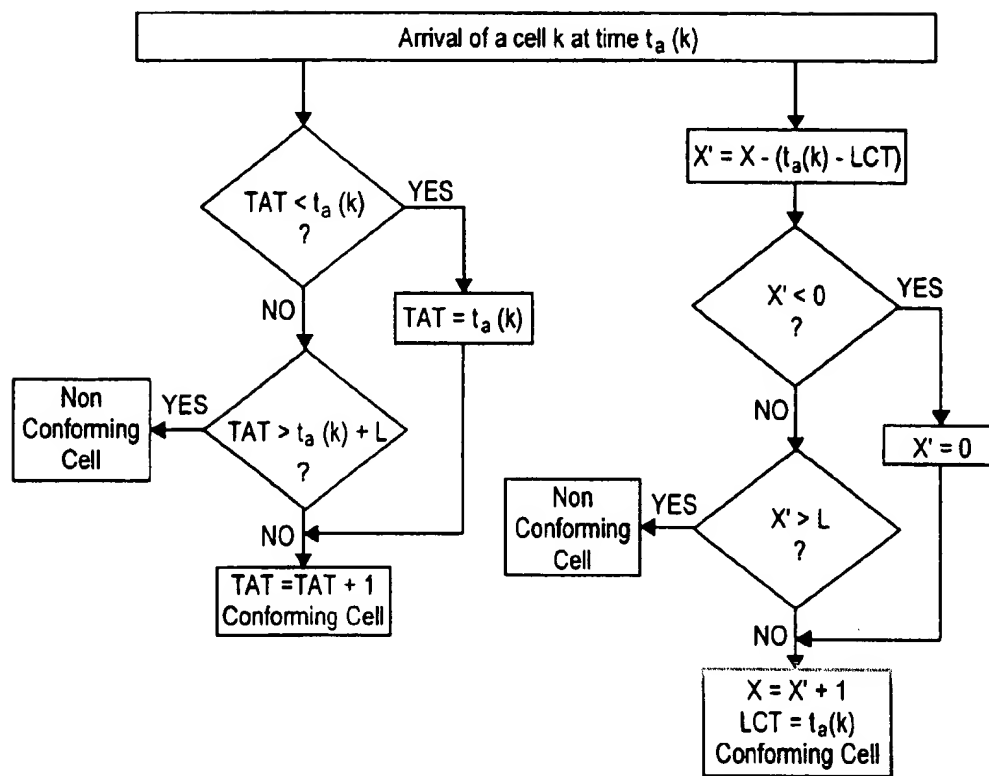 Arrival of a cell k at time tₐ (k)
TAT < tₐ (k)
?
YES
NO
TAT = tₐ (k)
TAT > tₐ (k) + L
?
YES
Non
Conforming
Cell
NO
TAT =TAT + 1
Conforming Cell
X' = X - (tₐ(k) - LCT)
X' < 0
?
YES
NO
X' = 0
X' > L
?
YES
Non
Conforming
Cell
NO
X = X' + 1
LCT = tₐ(k)
Conforming Cell